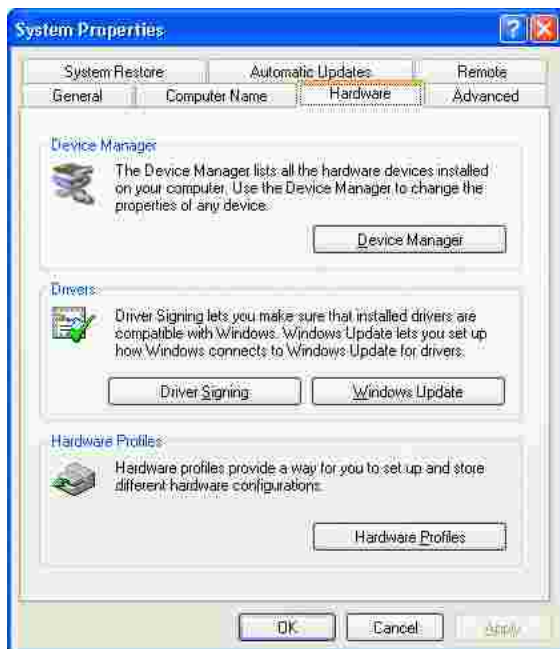 System Properties
System Restore
Automatic Updates
Remote
General
Computer Name
Hardware
Advanced
Device Manager
The Device Manager lists all the hardware devices installed
on your computer. Use the Device Manager to change the
properties of any device.
Device Manager
Drivers
Driver Signing lets you make sure that installed drivers are
compatible with Windows. Windows Update lets you set up
how Windows connects to Windows Update for drivers.
Driver Signing
Windows Update
Hardware Profiles
Hardware profiles provide a way for you to set up and store
different hardware configurations.
Hardware Profiles
OK
Cancel
Apply